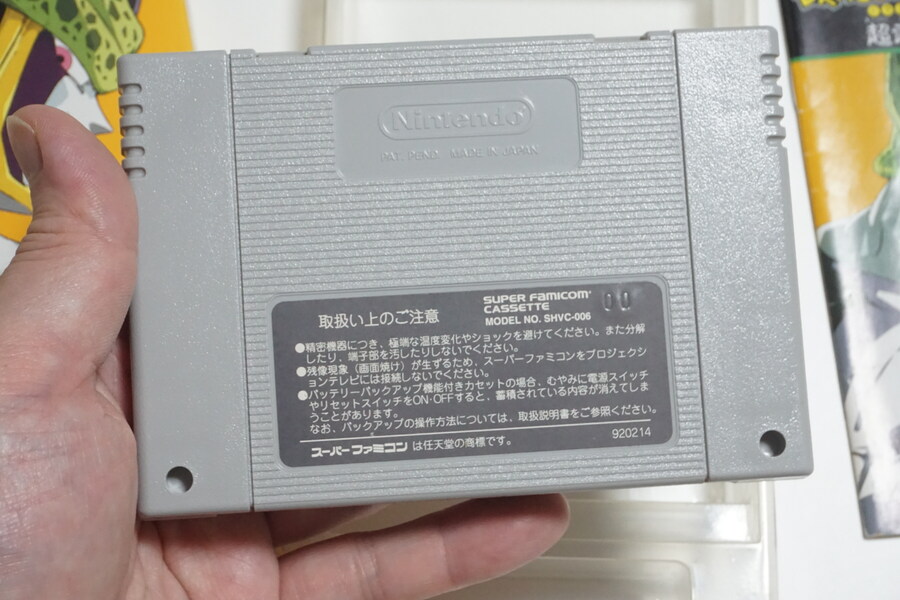 Nintendo
PAT. PEND. MADE IN JAPAN
取扱い上のご注意
SUPER FAMICOM
CASSETTE
MODEL NO. SHVC-006
00
●精密機器につき、極端な温度変化やショックを避けてください。また分解
したり、端子部を汚したりしないでください。
●残像現象（画面焼け）が生ずるため、スーパーファミコンをプロジェクシ
ョンテレビには接続しないでください。
●バッテリーバックアップ機能付きカセットの場合、むやみに電源スイッチ
やリセットスイッチをON·OFFすると、蓄積されている内容が消えてしま
うことがあります。
なお、バックアップの操作方法については、取扱説明書をご参照ください。
スーパーファミコンは任天堂の商標です。
920214
超